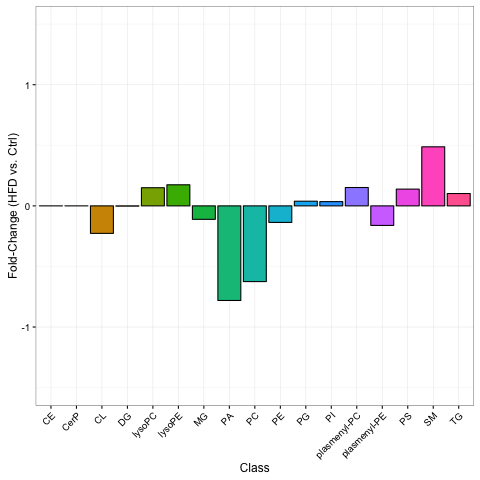 Fold-Change (HFD vs. Ctrl)
1
0
-1
CE
CerP
CL
DG
lysoPC
lysoPE
MG
PA
PC
PE
PG
PI
plasmenyl-PC
plasmenyl-PE
PS
SM
TG
Class